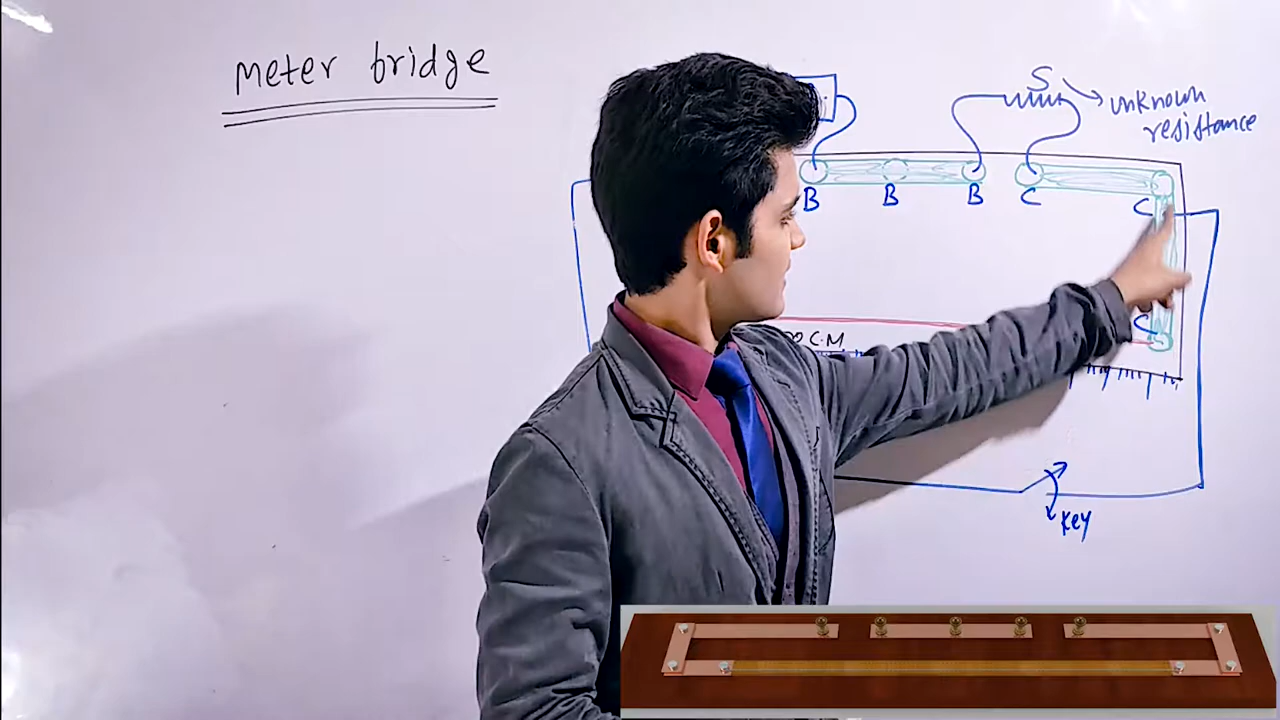 Meter bridge
S
unknown
resistance
B B B C C
C
C.M
Key